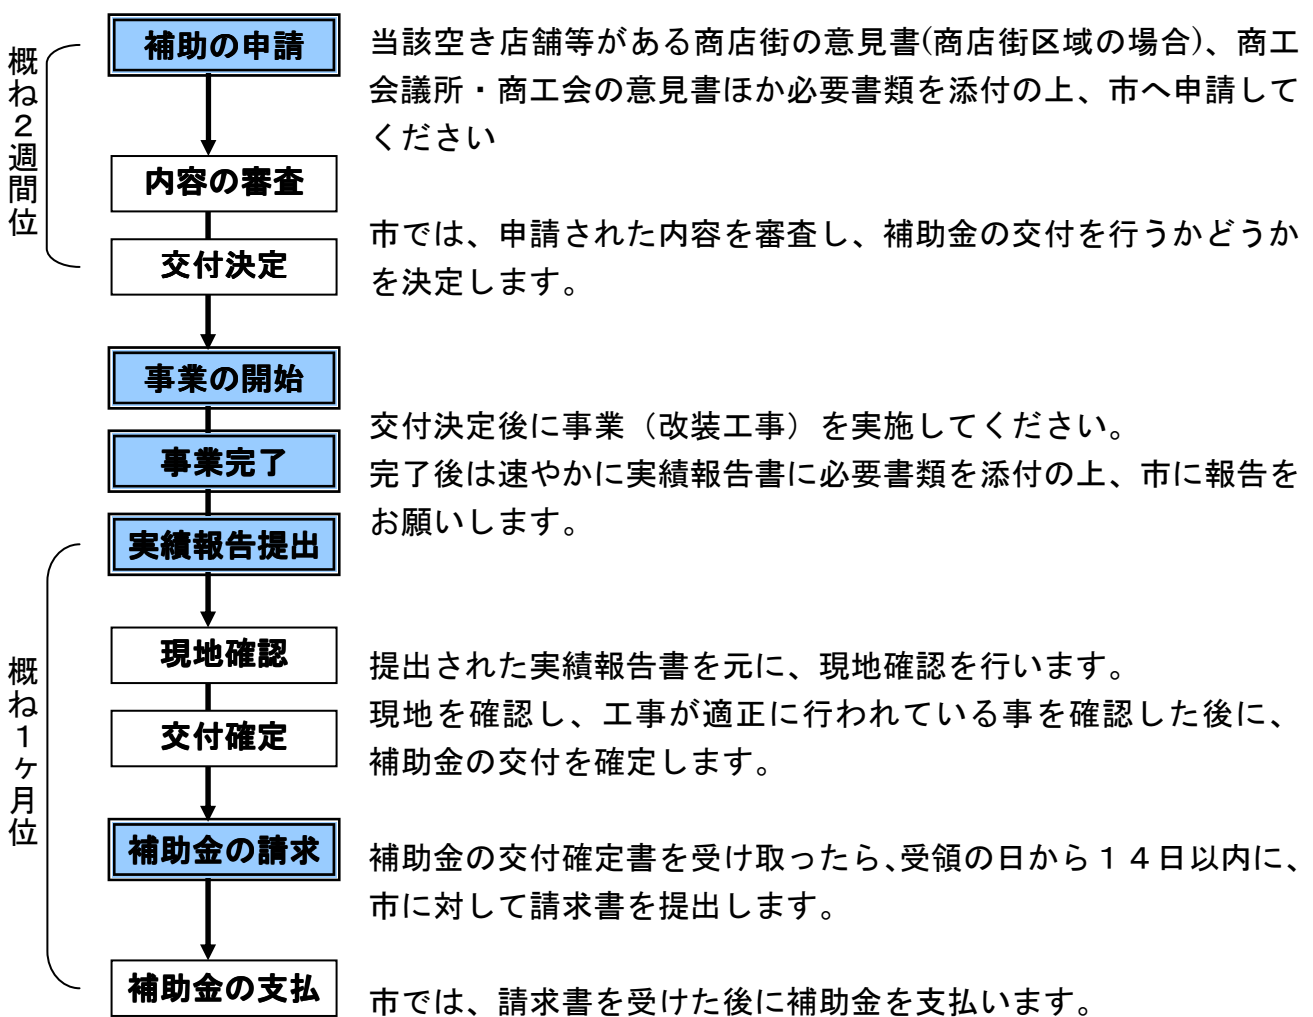 概ね２週間位
補助の申請
当該空き店舗等がある商店街の意見書(商店街区域の場合)、商工
会議所・商工会の意見書ほか必要書類を添付の上、市へ申請して
ください
内容の審査
交付決定
市では、申請された内容を審査し、補助金の交付を行うかどうか
を決定します。
事業の開始
事業完了
交付決定後に事業（改装工事）を実施してください。
完了後は速やかに実績報告書に必要書類を添付の上、市に報告を
お願いします。
概ね１ヶ月位
実績報告提出
現地確認
交付確定
提出された実績報告書を元に、現地確認を行います。
現地を確認し、工事が適正に行われている事を確認した後に、
補助金の交付を確定します。
補助金の請求
補助金の交付確定書を受け取ったら、受領の日から１４日以内に、
市に対して請求書を提出します。
補助金の支払
市では、請求書を受けた後に補助金を支払います。